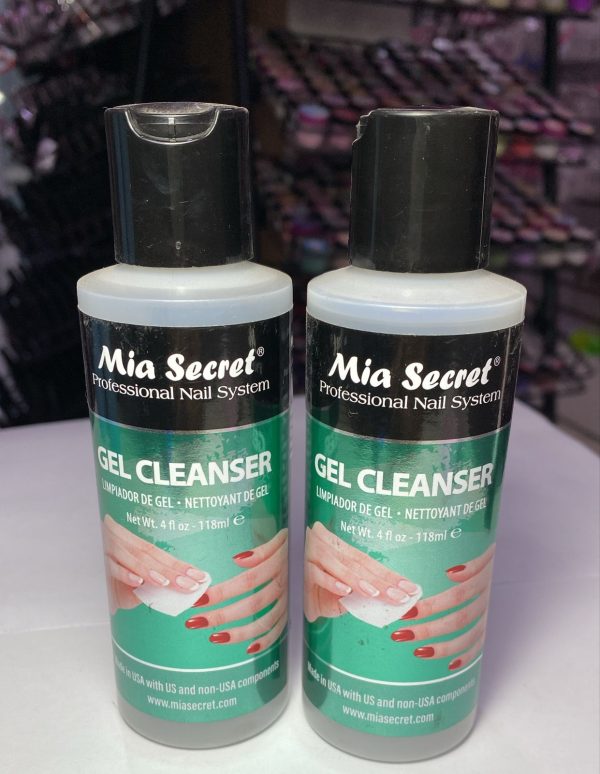 Mia Secret®
Professional Nail System
GEL CLEANSER
LIMPIADOR DE GEL • NETTOYANT DE GEL
Net Wt. 4 fl oz - 118ml ℮
Made in USA with US and non-USA components
www.miasecret.com
Mia Secret®
Professional Nail System
GEL CLEANSER
LIMPIADOR DE GEL • NETTOYANT DE GEL
Net Wt. 4 fl oz - 118ml ℮
Made in USA with US and non-USA components
www.miasecret.com